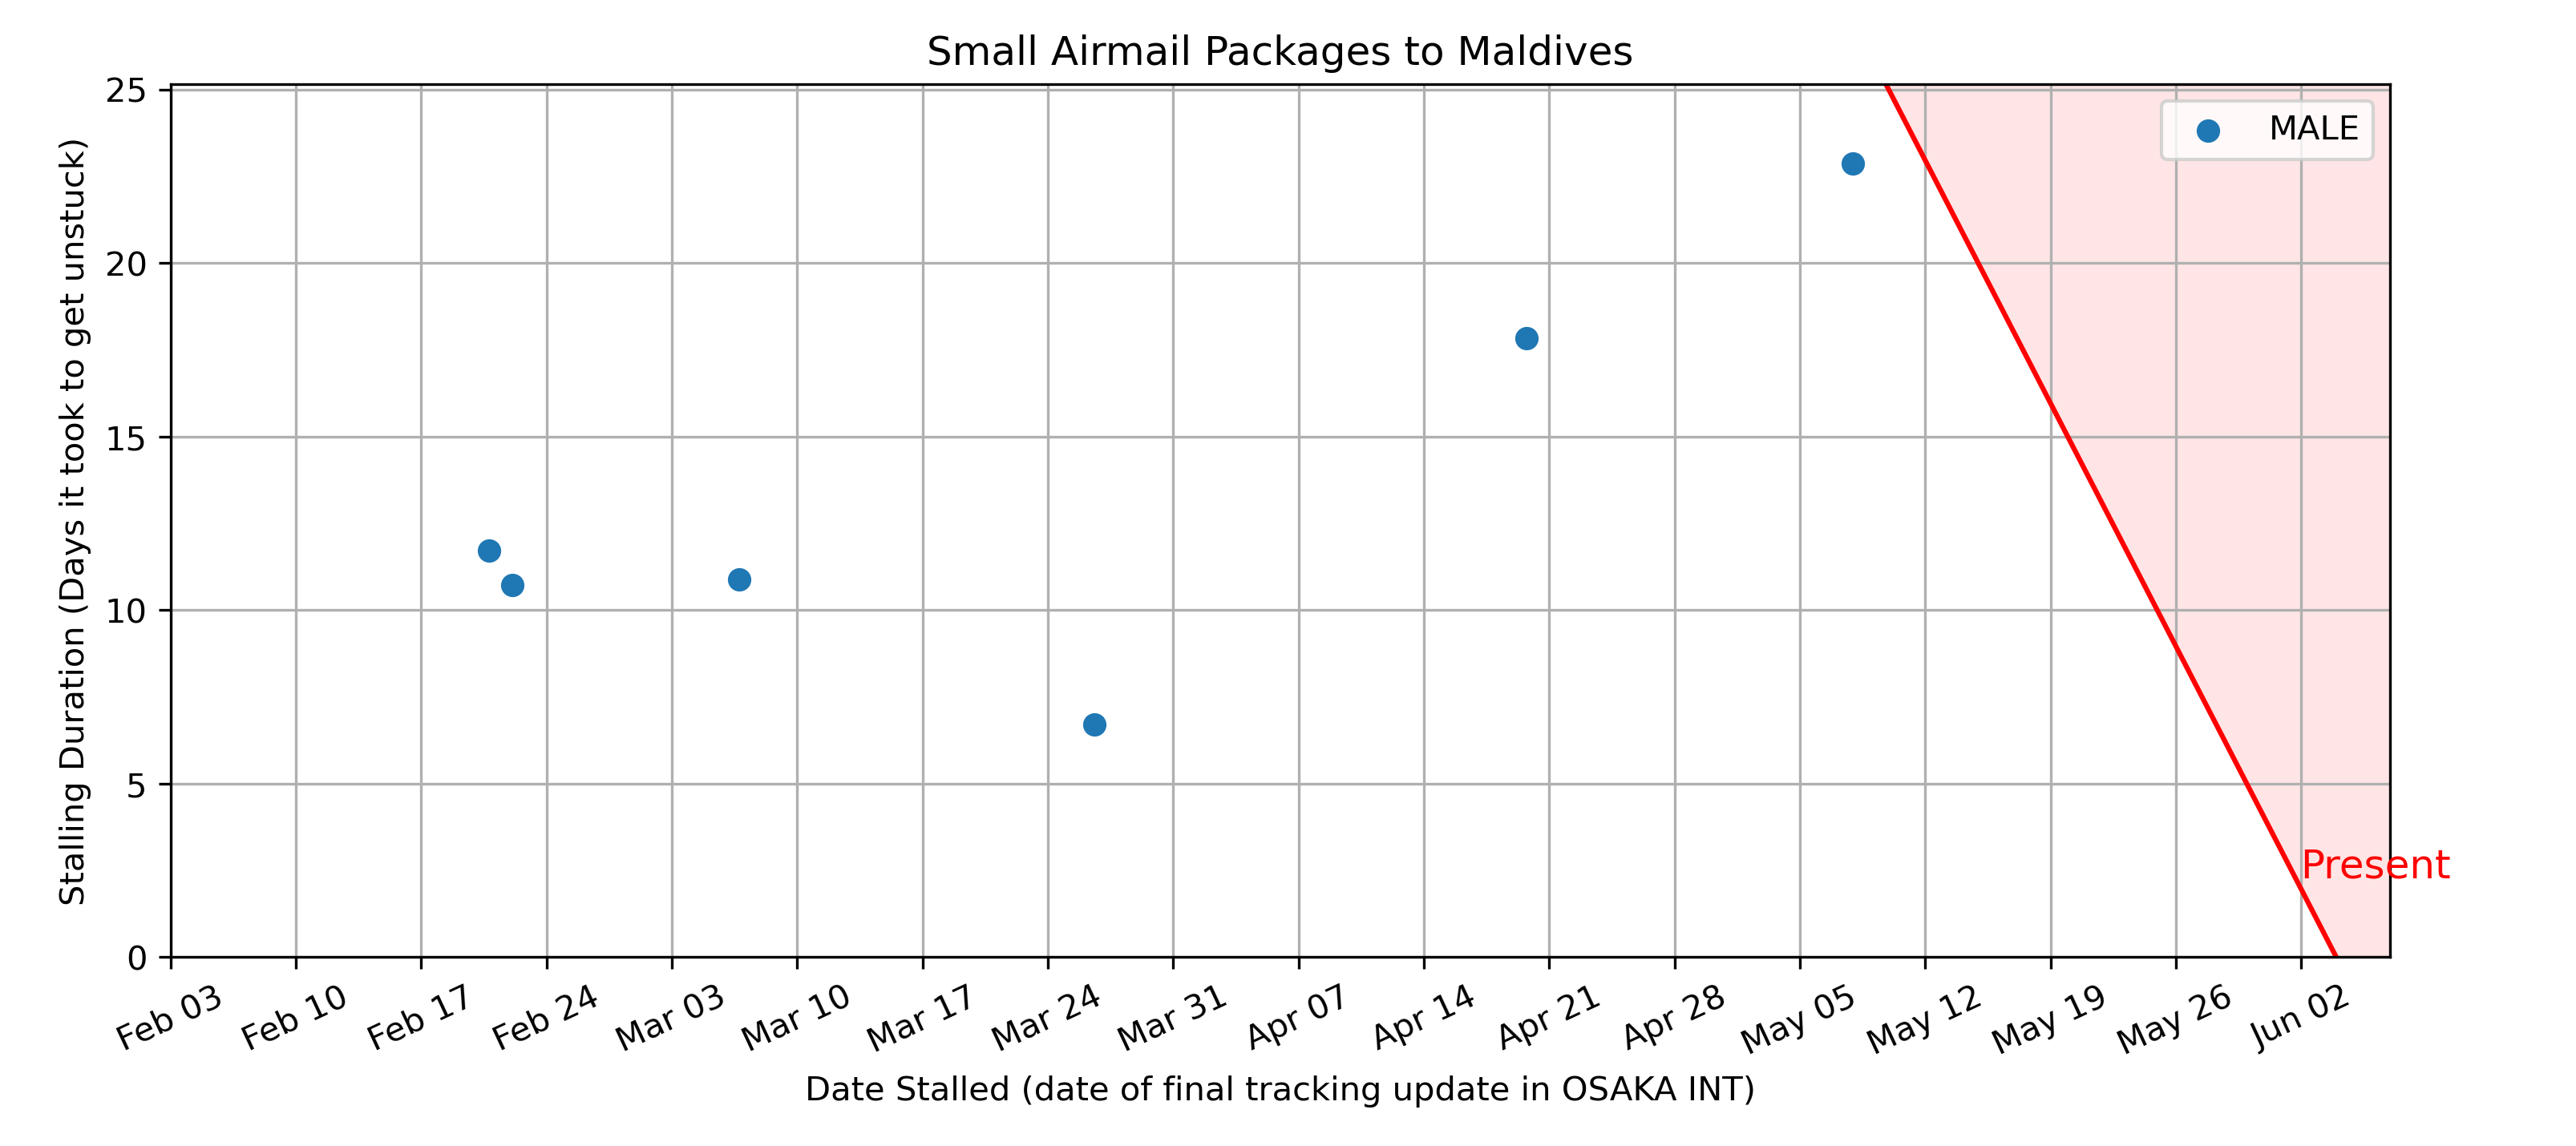 Small Airmail Packages to Maldives
MALE
Stalling Duration (Days it took to get unstuck)
25
20
15
10
5
0
Present
Feb 03 Feb 10 Feb 17 Feb 24 Mar 03 Mar 10 Mar 17 Mar 24 Mar 31 Apr 07 Apr 14 Apr 21 Apr 28 May 05 May 12 May 19 May 26 Jun 02
Date Stalled (date of final tracking update in OSAKA INT)